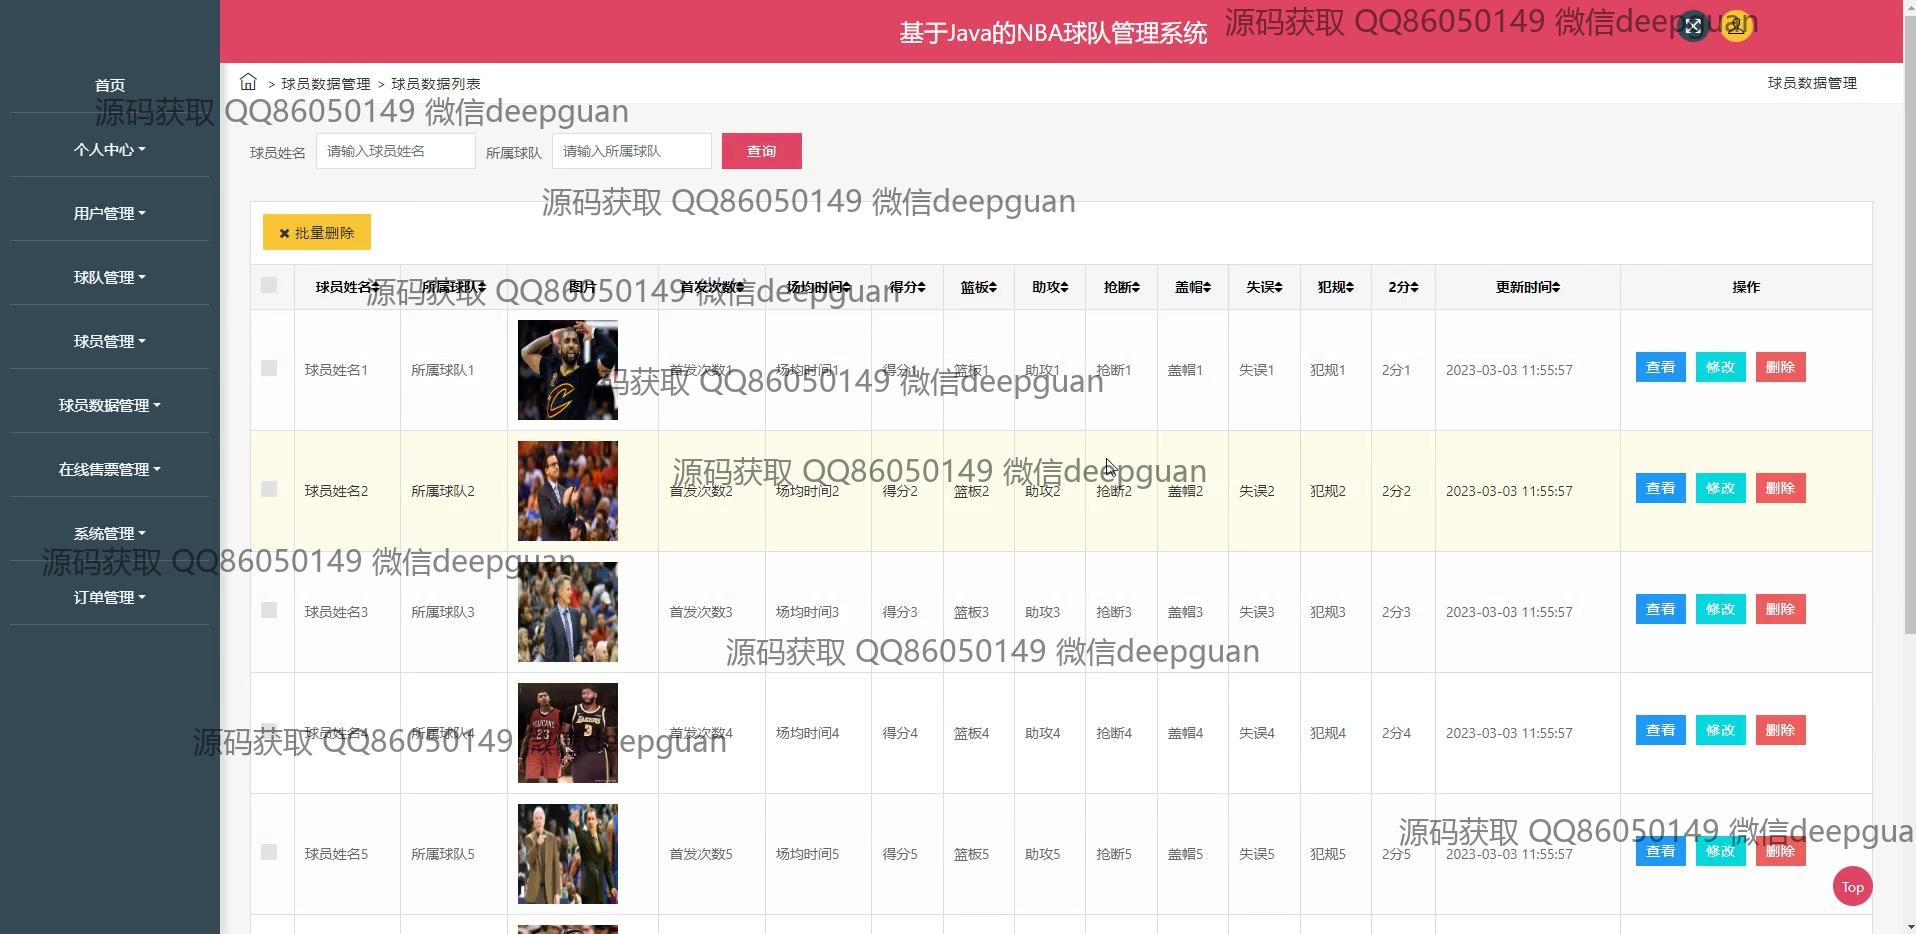 基于Java的NBA球队管理系统
源码获取 QQ86050149 微信deepguan
首页
个人中心
用户管理
球队管理
球员管理
球员数据管理
在线售票管理
系统管理
订单管理
> 球员数据管理 > 球员数据列表
球员数据管理
源码获取 QQ86050149 微信deepguan
球员姓名 请输入球员姓名 所属球队 请输入所属球队 查询
源码获取 QQ86050149 微信deepguan
批量删除
球员姓名 所属球队 图片 首发次数 场均时间 得分 篮板 助攻 抢断 盖帽 失误 犯规 2分 更新时间 操作
源码获取 QQ86050149 微信deepguan
球员姓名1 所属球队1 首发次数1 场均时间1 得分1 篮板1 助攻1 抢断1 盖帽1 失误1 犯规1 2分1 2023-03-03 11:55:57 查看 修改 删除
码获取 QQ86050149 微信deepguan
球员姓名2 所属球队2 首发次数2 场均时间2 得分2 篮板2 助攻2 抢断2 盖帽2 失误2 犯规2 2分2 2023-03-03 11:55:57 查看 修改 删除
源码获取 QQ86050149 微信deepguan
源码获取 QQ86050149 微信deepguan
球员姓名3 所属球队3 首发次数3 场均时间3 得分3 篮板3 助攻3 抢断3 盖帽3 失误3 犯规3 2分3 2023-03-03 11:55:57 查看 修改 删除
源码获取 QQ86050149 微信deepguan
PELICANS
23
LAKERS
3
球员姓名4 所属球队4 首发次数4 场均时间4 得分4 篮板4 助攻4 抢断4 盖帽4 失误4 犯规4 2分4 2023-03-03 11:55:57 查看 修改 删除
源码获取 QQ86050149 微信deepguan
源码获取 QQ86050149 微信deepgua
球员姓名5 所属球队5 首发次数5 场均时间5 得分5 篮板5 助攻5 抢断5 盖帽5 失误5 犯规5 2分5 2023-03-03 11:55:57 查看 修改 删除
Top